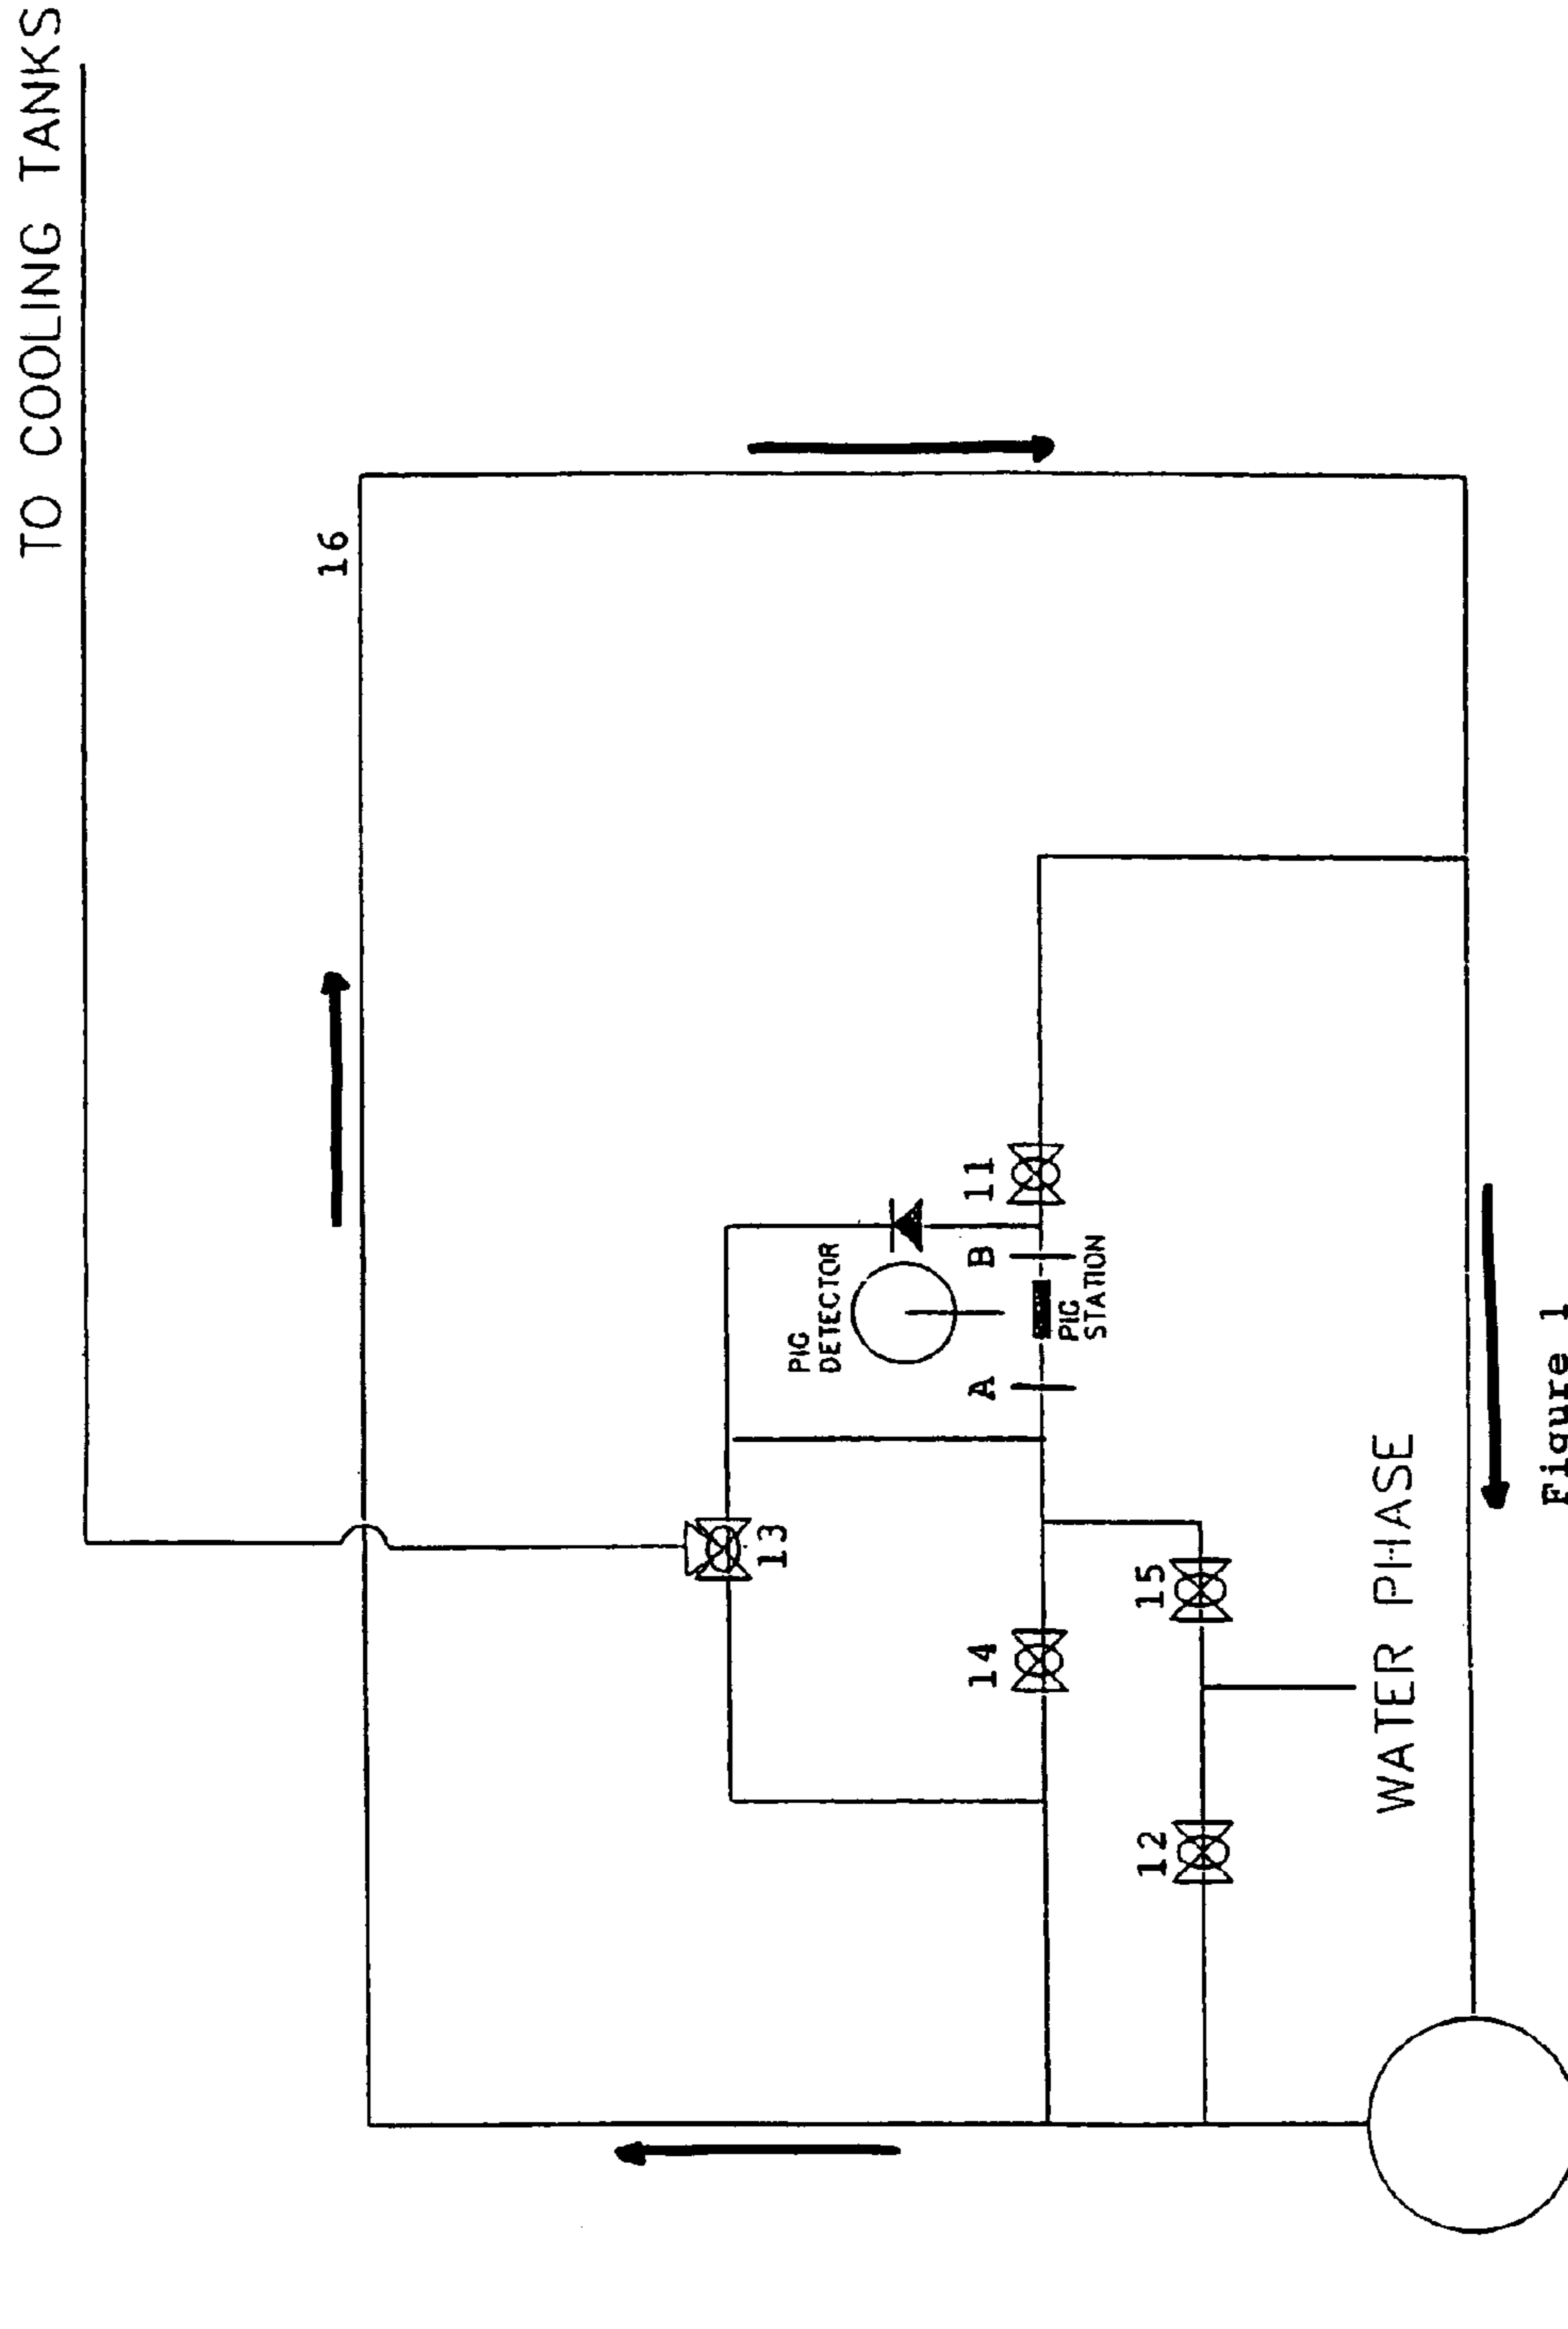 TO COOLING TANKS
16
PIG
DETECTOR
13
11
B
A
PIG
STATION
14
15
12
WATER PHASE
Figure 1